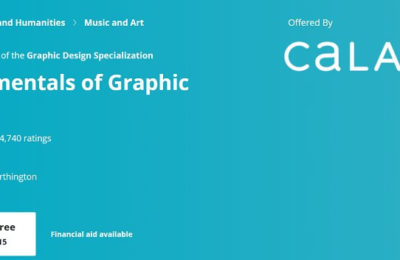 and Humanities > Music and Art
Offered By
of the Graphic Design Specialization
CaLA
mentals of Graphic
4,740 ratings
rthington
ree
15
Financial aid available